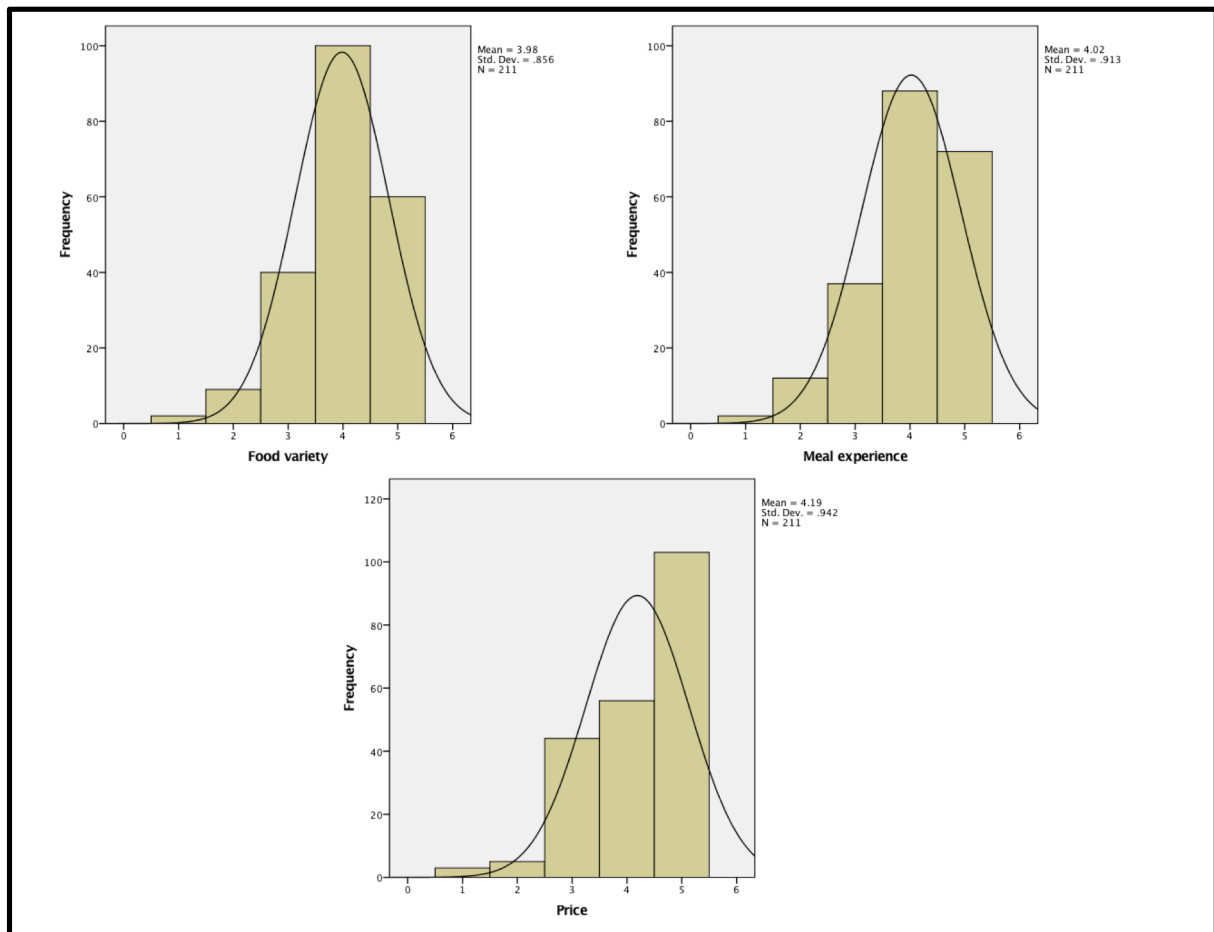 Mean = 3.98
Std. Dev. = .856
N = 211
Frequency
100
80
60
40
20
0
0 1 2 3 4 5 6
Food variety
Mean = 4.02
Std. Dev. = .913
N = 211
Frequency
100
80
60
40
20
0
0 1 2 3 4 5 6
Meal experience
Mean = 4.19
Std. Dev. = .942
N = 211
Frequency
120
100
80
60
40
20
0
0 1 2 3 4 5 6
Price